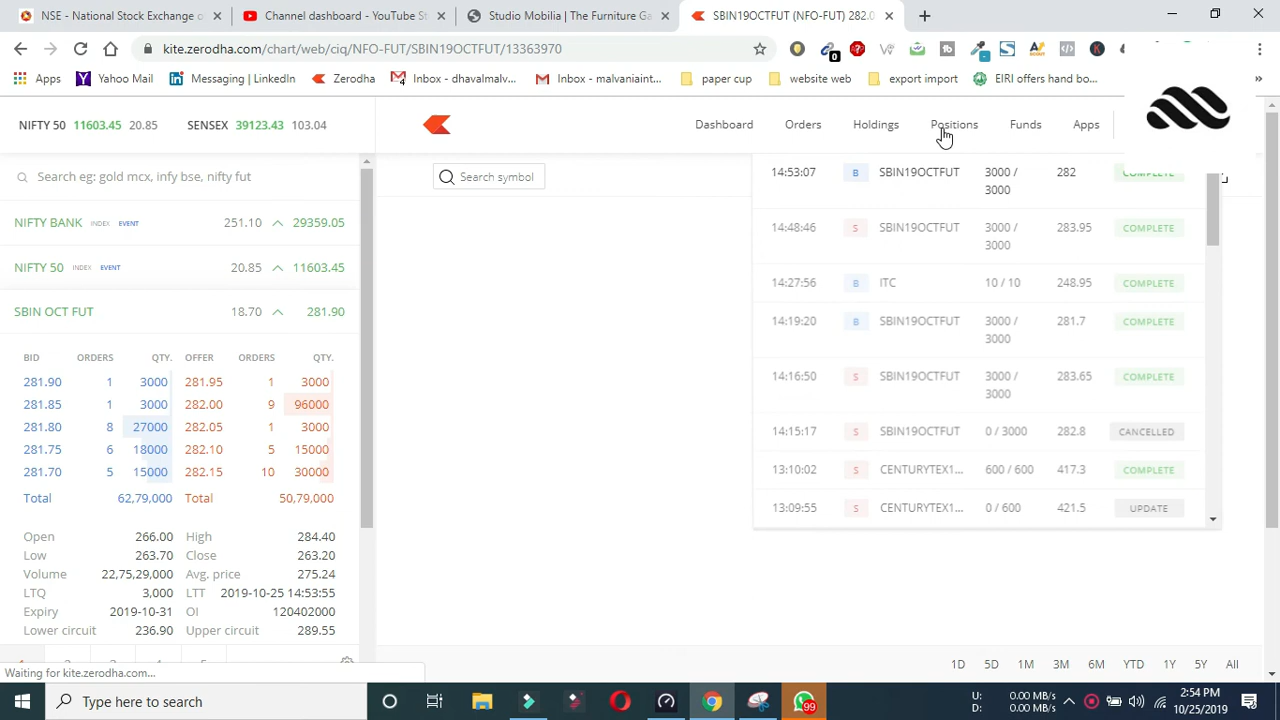 NSE - National Stock Exchange o
Channel dashboard - YouTube St
Studio Mobilia | The Furniture Ga
SBIN19OCTFUT (NFO-FUT) 282.0
kite.zerodha.com/chart/web/ciq/NFO-FUT/SBIN19OCTFUT/13363970
0
Apps
Yahoo Mail
Messaging | LinkedIn
Zerodha
Inbox - dhavalmalv...
Inbox - malvaniaint...
paper cup
website web
export import
EIRI offers hand bo...
NIFTY 50 11603.45 20.85 SENSEX 39123.43 103.04
Dashboard Orders Holdings Positions Funds Apps
Search eg: gold mcx, infy bse, nifty fut
Search symbol
NIFTY BANK INDEX EVENT 251.10 29359.05
NIFTY 50 INDEX EVENT 20.85 11603.45
SBIN OCT FUT 18.70 281.90
BID ORDERS QTY. OFFER ORDERS QTY.
281.90 1 3000 281.95 1 3000
281.85 1 3000 282.00 9 96000
281.80 8 27000 282.05 1 3000
281.75 6 18000 282.10 5 15000
281.70 5 15000 282.15 10 30000
Total 62,79,000 Total 50,79,000
Open 266.00 High 284.40
Low 263.70 Close 263.20
Volume 22,75,29,000 Avg. price 275.24
LTQ 3,000 LTT 2019-10-25 14:53:55
Expiry 2019-10-31 OI 120402000
Lower circuit 236.90 Upper circuit 289.55
14:53:07 B SBIN19OCTFUT 3000 / 3000 282 COMPLETE
14:48:46 S SBIN19OCTFUT 3000 / 3000 283.95 COMPLETE
14:27:56 B ITC 10 / 10 248.95 COMPLETE
14:19:20 B SBIN19OCTFUT 3000 / 3000 281.7 COMPLETE
14:16:50 S SBIN19OCTFUT 3000 / 3000 283.65 COMPLETE
14:15:17 S SBIN19OCTFUT 0 / 3000 282.8 CANCELLED
13:10:02 S CENTURYTEX1... 600 / 600 417.3 COMPLETE
13:09:55 S CENTURYTEX1... 0 / 600 421.5 UPDATE
1D 5D 1M 3M 6M YTD 1Y 5Y All
Waiting for kite.zerodha.com...
Type here to search
99
U: 0.00 MB/s
D: 0.00 MB/s
2:54 PM
10/25/2019